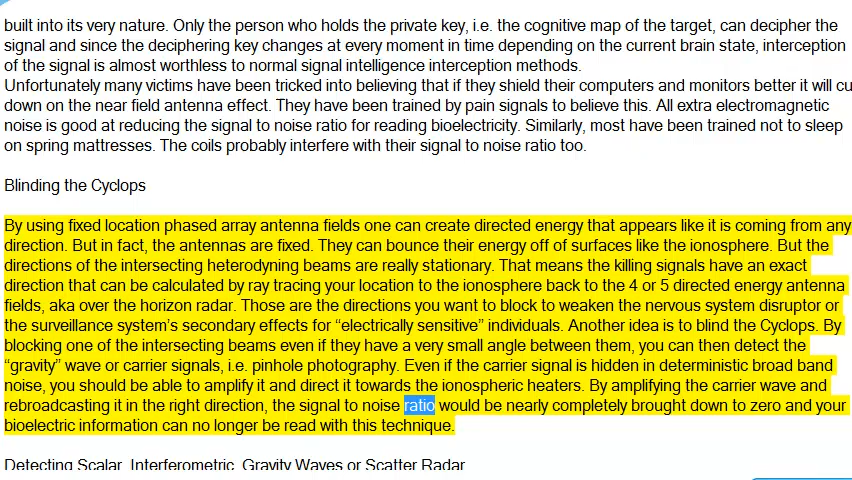 built into its very nature. Only the person who holds the private key, i.e. the cognitive map of the target, can decipher the
signal and since the deciphering key changes at every moment in time depending on the current brain state, interception
of the signal is almost worthless to normal signal intelligence interception methods.
Unfortunately many victims have been tricked into believing that if they shield their computers and monitors better it will cu
down on the near field antenna effect. They have been trained by pain signals to believe this. All extra electromagnetic
noise is good at reducing the signal to noise ratio for reading bioelectricity. Similarly, most have been trained not to sleep
on spring mattresses. The coils probably interfere with their signal to noise ratio too.
Blinding the Cyclops
By using fixed location phased array antenna fields one can create directed energy that appears like it is coming from any
direction. But in fact, the antennas are fixed. They can bounce their energy off of surfaces like the ionosphere. But the
directions of the intersecting heterodyning beams are really stationary. That means the killing signals have an exact
direction that can be calculated by ray tracing your location to the ionosphere back to the 4 or 5 directed energy antenna
fields, aka over the horizon radar. Those are the directions you want to block to weaken the nervous system disruptor or
the surveillance system’s secondary effects for “electrically sensitive” individuals. Another idea is to blind the Cyclops. By
blocking one of the intersecting beams even if they have a very small angle between them, you can then detect the
“gravity” wave or carrier signals, i.e. pinhole photography. Even if the carrier signal is hidden in deterministic broad band
noise, you should be able to amplify it and direct it towards the ionospheric heaters. By amplifying the carrier wave and
rebroadcasting it in the right direction, the signal to noise ratio would be nearly completely brought down to zero and your
bioelectric information can no longer be read with this technique.
Detecting Scalar, Interferometric, Gravity Waves or Scatter Radar